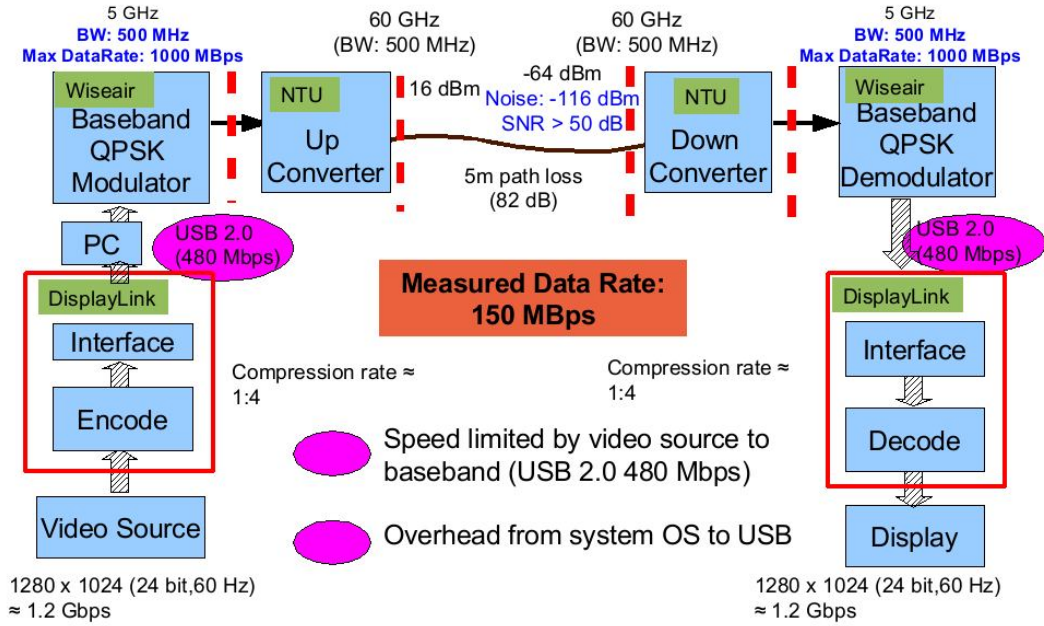 5 GHz
BW: 500 MHz
Max DataRate: 1000 MBps
60 GHz
(BW: 500 MHz)
60 GHz
(BW: 500 MHz)
5 GHz
BW: 500 MHz
Max DataRate: 1000 MBps
Wiseair
Baseband
QPSK
Modulator
NTU
Up
Converter
16 dBm
-64 dBm
Noise: -116 dBm
SNR > 50 dB
5m path loss
(82 dB)
NTU
Down
Converter
Wiseair
Baseband
QPSK
Demodulator
PC
USB 2.0
(480 Mbps)
USB 2.0
(480 Mbps)
DisplayLink
Interface
Encode
Video Source
1280 x 1024 (24 bit,60 Hz)
≈ 1.2 Gbps
Measured Data Rate:
150 MBps
Compression rate ≈
1:4
Compression rate ≈
1:4
Speed limited by video source to
baseband (USB 2.0 480 Mbps)
Overhead from system OS to USB
DisplayLink
Interface
Decode
Display
1280 x 1024 (24 bit,60 Hz)
≈ 1.2 Gbps